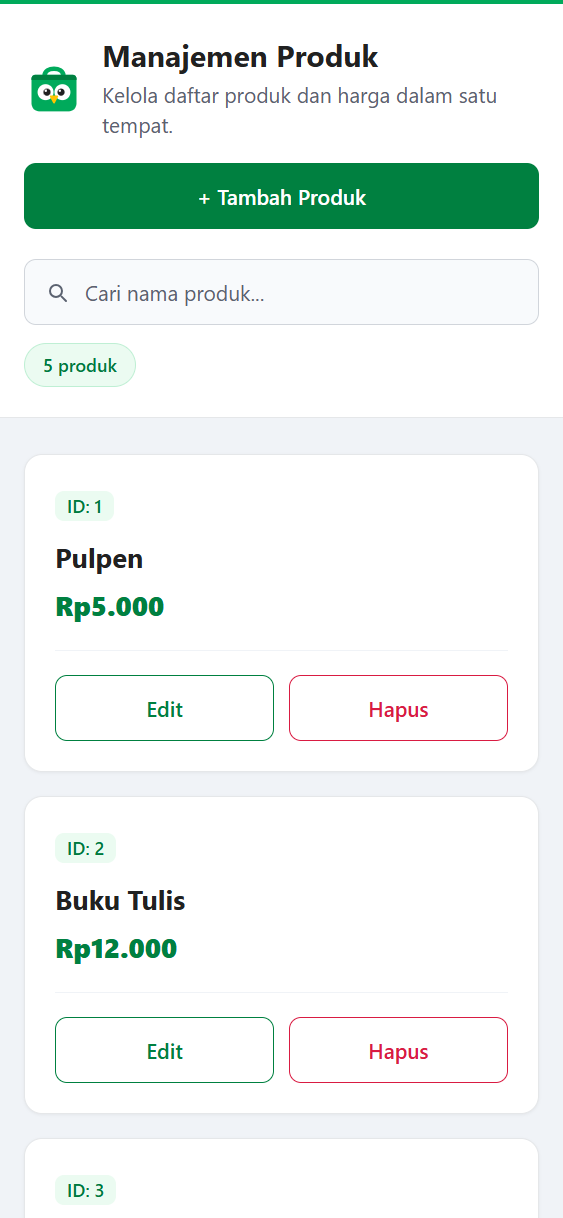 Manajemen Produk
Kelola daftar produk dan harga dalam satu
tempat.
+ Tambah Produk
Cari nama produk...
5 produk
ID: 1
Pulpen
Rp5.000
Edit
Hapus
ID: 2
Buku Tulis
Rp12.000
Edit
Hapus
ID: 3